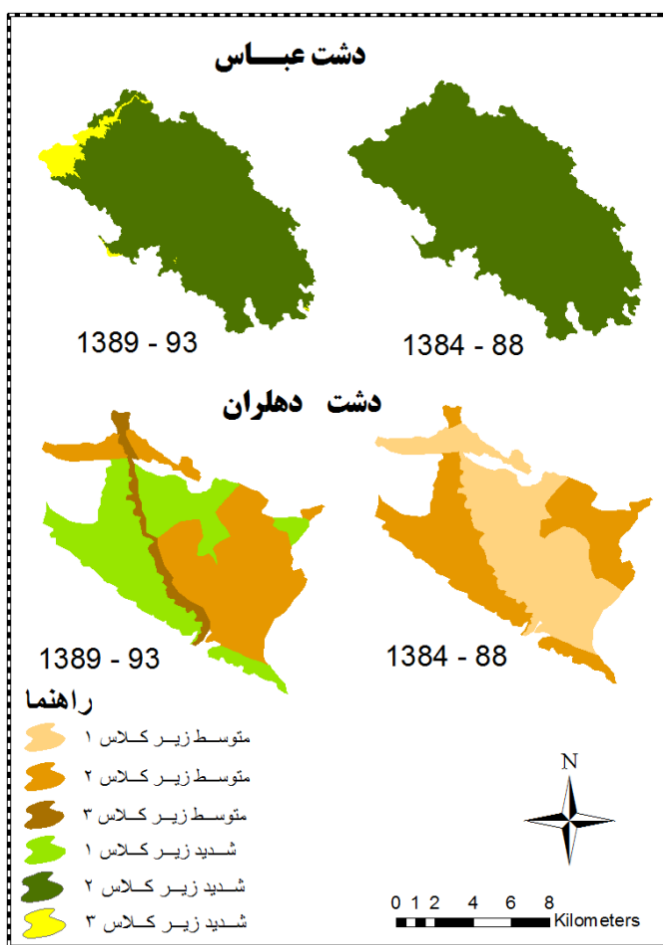 دشت عبـــاس
1389 - 93
1384 - 88
دشت دهلران
1389 - 93
1384 - 88
راهنما
متوسط زیر کلاس ۱
متوسط زیر کلاس ۲
متوسط زیر کلاس ۳
شدید زیر کلاس ۱
شدید زیر کلاس ۲
شدید زیر کلاس ۳
N
0 1 2 4 6 8
Kilometers